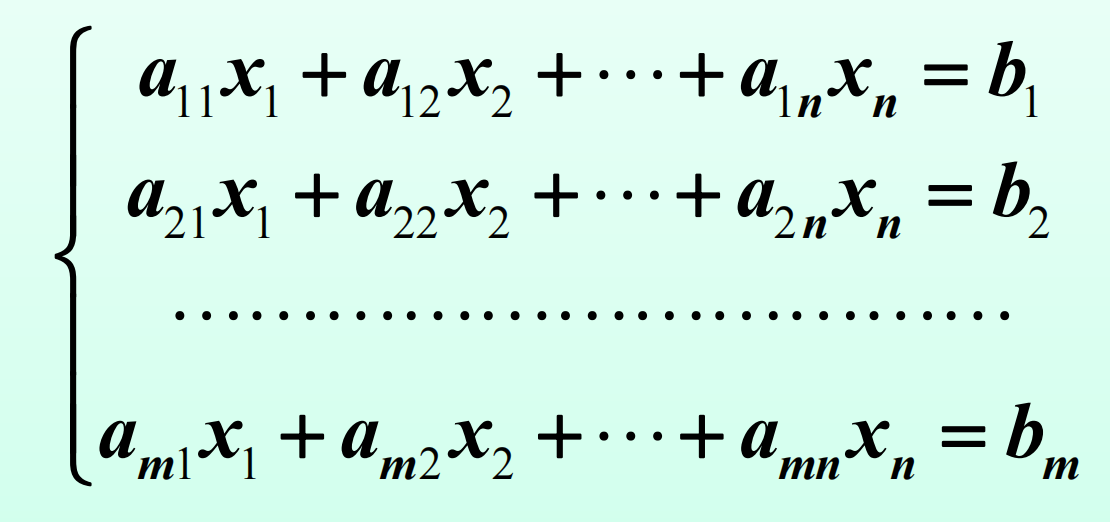 a₁₁x₁ + a₁₂x₂ + ··· + a₁ₙxₙ = b₁
a₂₁x₁ + a₂₂x₂ + ··· + a₂ₙxₙ = b₂
·································
aₘ₁x₁ + aₘ₂x₂ + ··· + aₘₙxₙ = bₘ